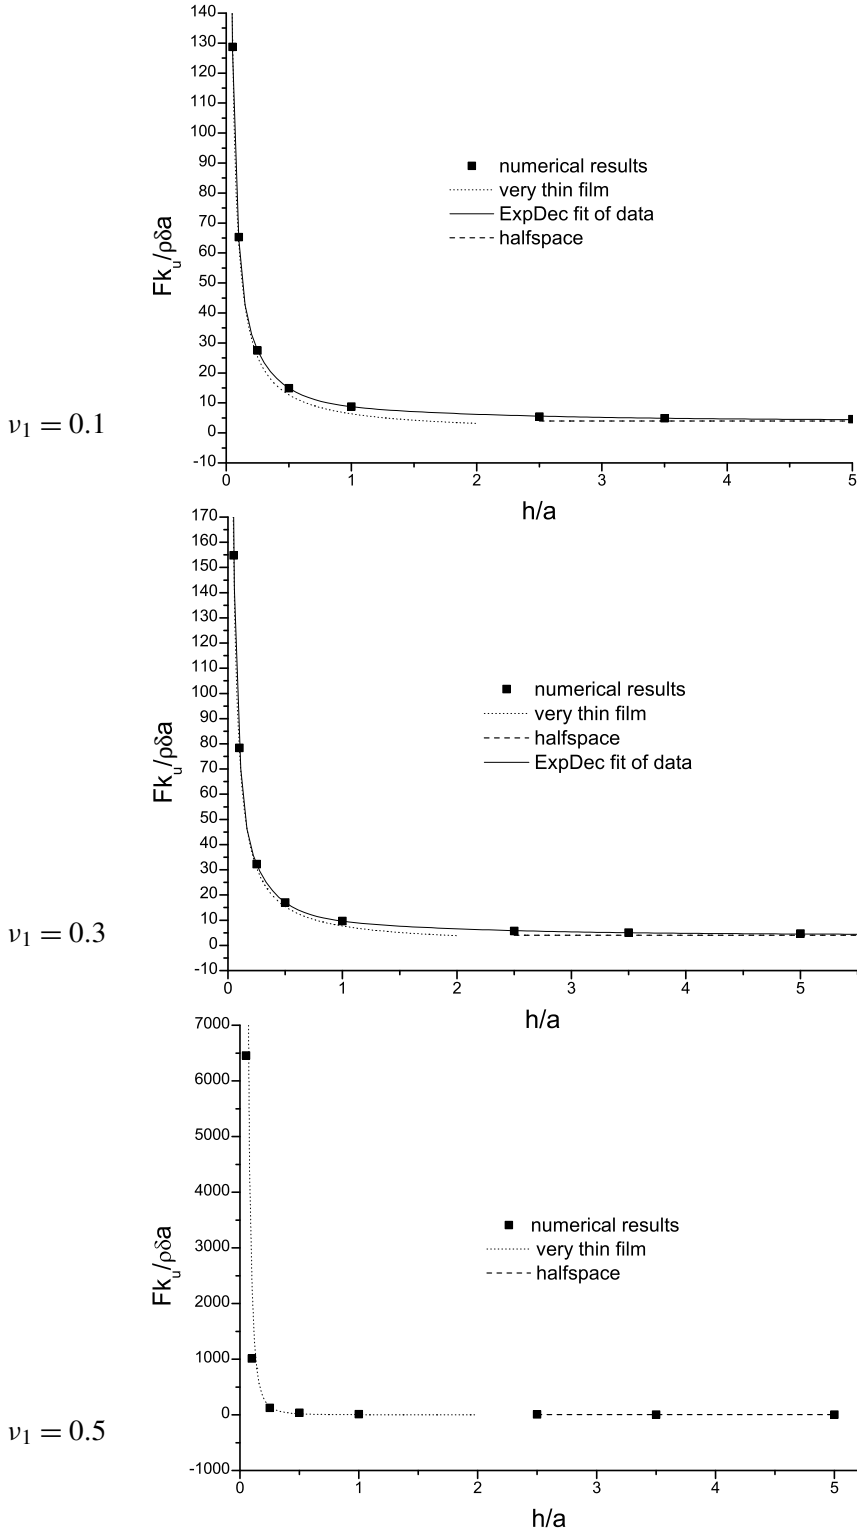 140
130
120
110
100
90
80
70
60
50
40
30
20
10
0
-10
Fk_u/ρδa
numerical results
very thin film
ExpDec fit of data
halfspace
ν₁ = 0.1
0 1 2 3 4 5
h/a
170
160
150
140
130
120
110
100
90
80
70
60
50
40
30
20
10
0
-10
Fk_u/ρδa
numerical results
very thin film
halfspace
ExpDec fit of data
ν₁ = 0.3
0 1 2 3 4 5
h/a
7000
6000
5000
4000
3000
2000
1000
0
-1000
Fk_u/ρδa
numerical results
very thin film
halfspace
ν₁ = 0.5
0 1 2 3 4 5
h/a